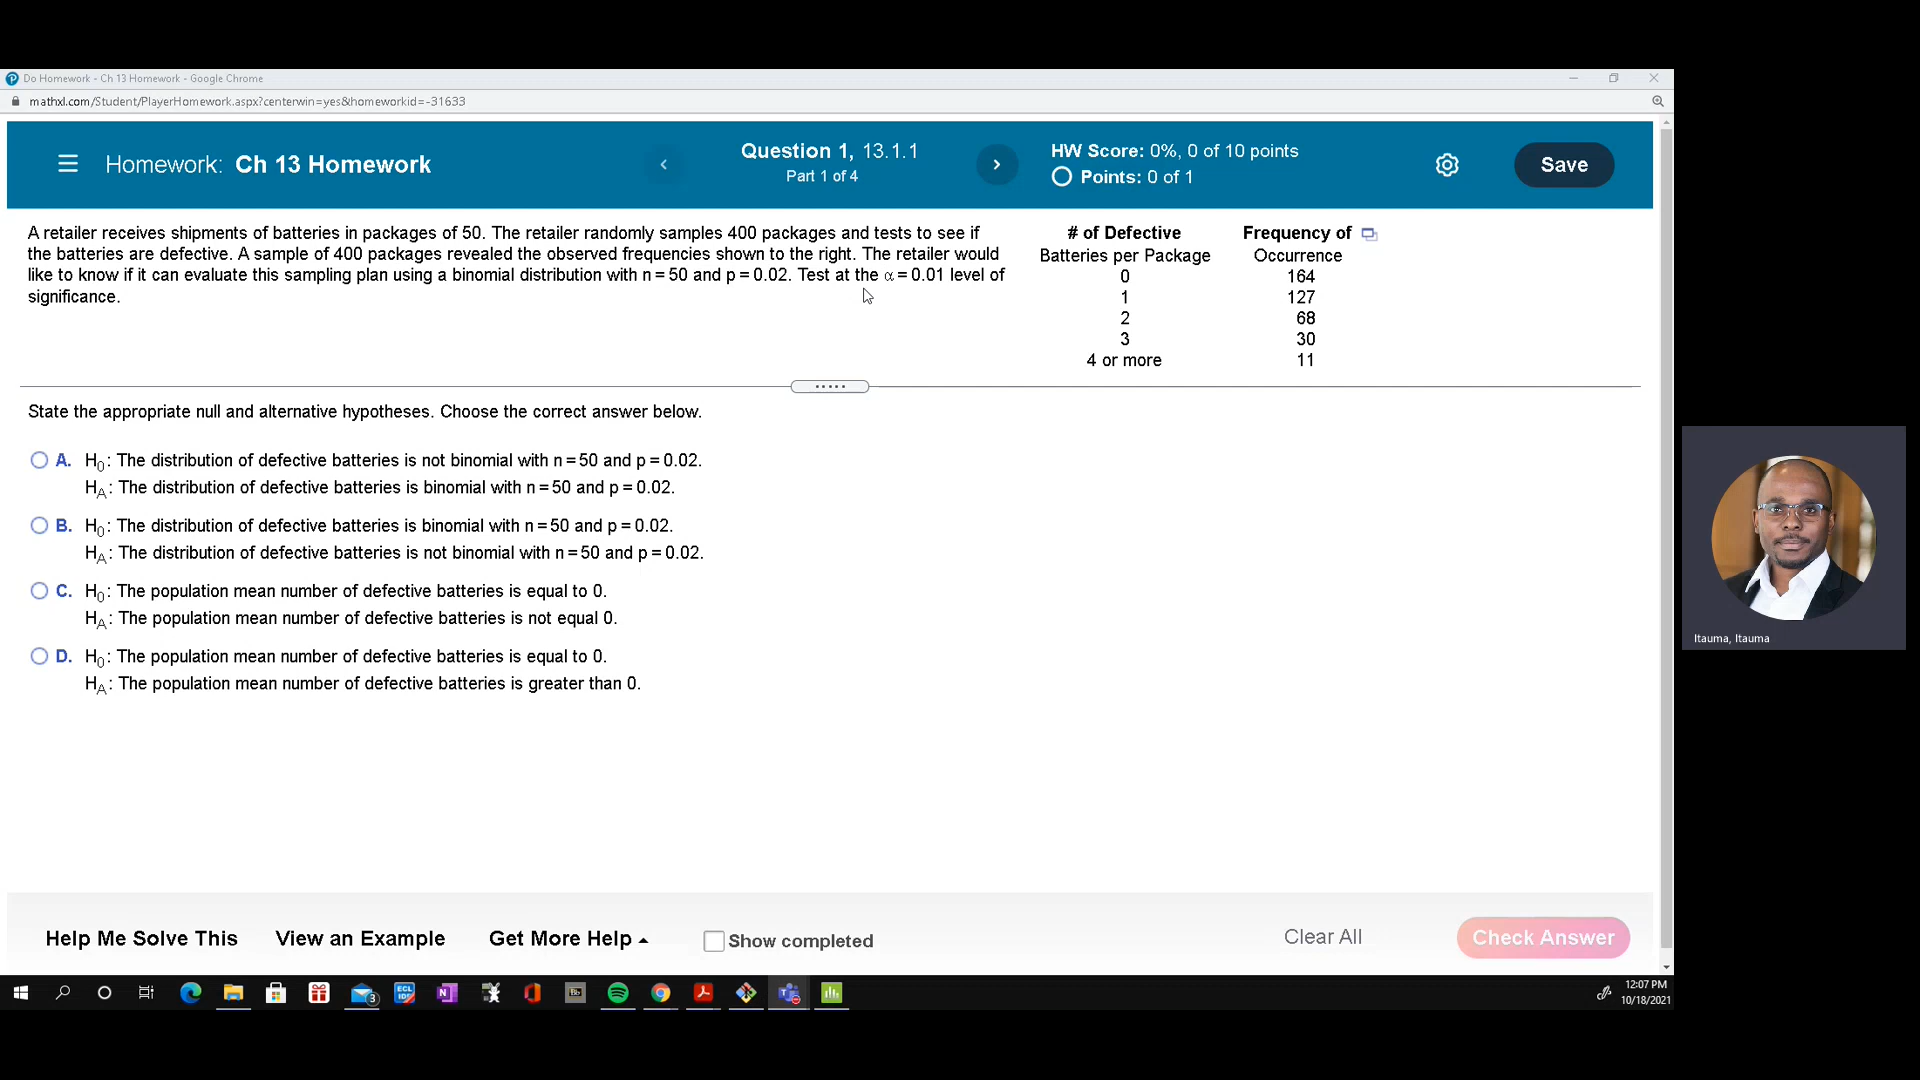 Do Homework - Ch 13 Homework - Google Chrome
mathxl.com/Student/PlayerHomework.aspx?centerwin=yes&homeworkid=-31633
Homework: Ch 13 Homework
Question 1, 13.1.1
Part 1 of 4
HW Score: 0%, 0 of 10 points
Points: 0 of 1
Save
A retailer receives shipments of batteries in packages of 50. The retailer randomly samples 400 packages and tests to see if
the batteries are defective. A sample of 400 packages revealed the observed frequencies shown to the right. The retailer would
like to know if it can evaluate this sampling plan using a binomial distribution with n = 50 and p = 0.02. Test at the α = 0.01 level of
significance.
# of Defective Frequency of
Batteries per Package Occurrence
0 164
1 127
2 68
3 30
4 or more 11
State the appropriate null and alternative hypotheses. Choose the correct answer below.
A. H0: The distribution of defective batteries is not binomial with n = 50 and p = 0.02.
HA: The distribution of defective batteries is binomial with n = 50 and p = 0.02.
B. H0: The distribution of defective batteries is binomial with n = 50 and p = 0.02.
HA: The distribution of defective batteries is not binomial with n = 50 and p = 0.02.
C. H0: The population mean number of defective batteries is equal to 0.
HA: The population mean number of defective batteries is not equal 0.
D. H0: The population mean number of defective batteries is equal to 0.
HA: The population mean number of defective batteries is greater than 0.
Itauma, Itauma
Help Me Solve This
View an Example
Get More Help
Show completed
Clear All
Check Answer
12:07 PM
10/18/2021